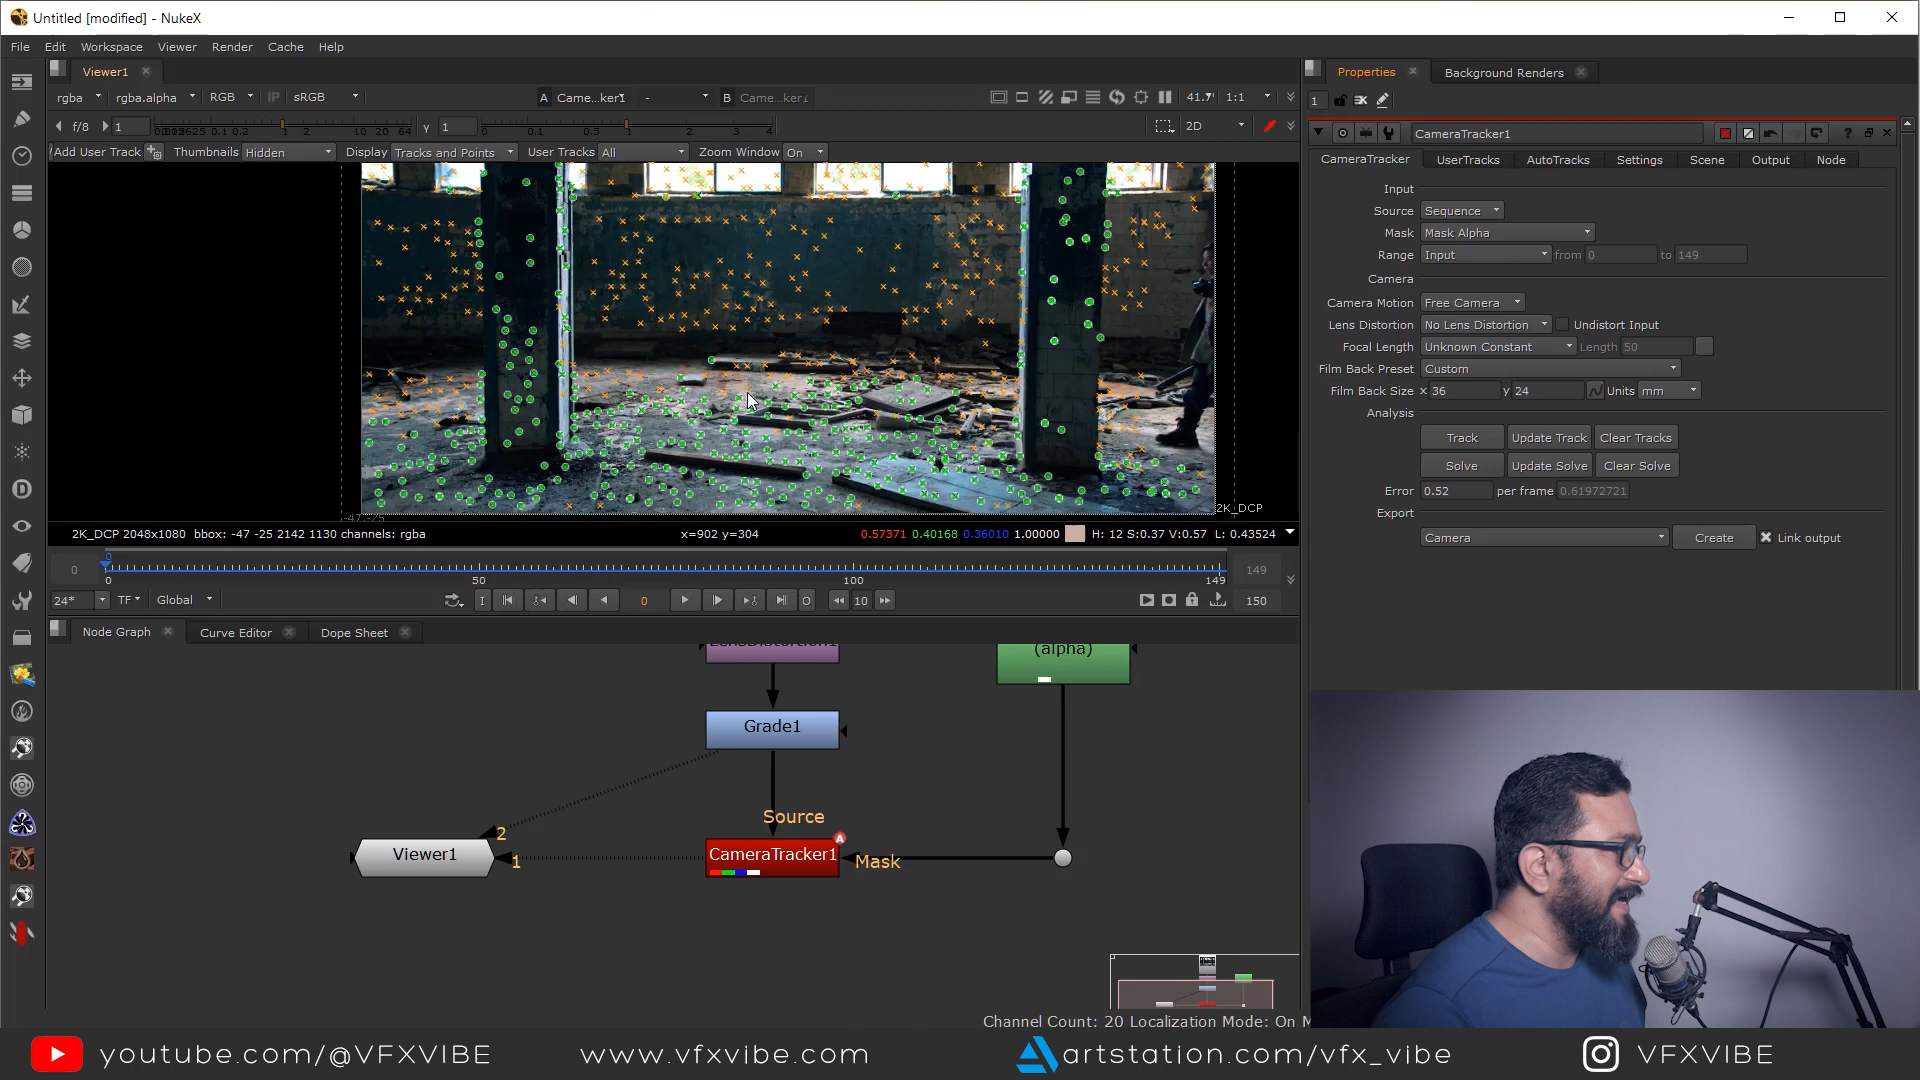 Untitled [modified] - NukeX
File Edit Workspace Viewer Render Cache Help
Viewer1
rgba rgba.alpha RGB IP sRGB A Came...ker1 - B 41.7 1:1
f/8 1 y 1 2D
Add User Track Thumbnails Hidden Display Tracks and Points User Tracks All Zoom Window On
2K_DCP
2K_DCP 2048x1080 bbox: -47 -25 2142 1130 channels: rgba x=902 y=304 0.57371 0.40168 0.36010 1.00000 H: 12 S:0.37 V:0.57 L: 0.43524
0 0 149
0 50 100 149
24* TF Global I 0 O 10 150
Node Graph Curve Editor Dope Sheet
(alpha)
Grade1
Source
2
Viewer1 1 CameraTracker1 A Mask
Channel Count: 20 Localization Mode: On M
Properties Background Renders
1
CameraTracker1 ?
CameraTracker UserTracks AutoTracks Settings Scene Output Node
Input
Source Sequence
Mask Mask Alpha
Range Input from 0 to 149
Camera
Camera Motion Free Camera
Lens Distortion No Lens Distortion Undistort Input
Focal Length Unknown Constant Length 50
Film Back Preset Custom
Film Back Size x 36 y 24 Units mm
Analysis
Track Update Track Clear Tracks
Solve Update Solve Clear Solve
Error 0.52 per frame 0.61972721
Export
Camera Create Link output
youtube.com/@VFXVIBE www.vfxvibe.com artstation.com/vfx_vibe VFXVIBE